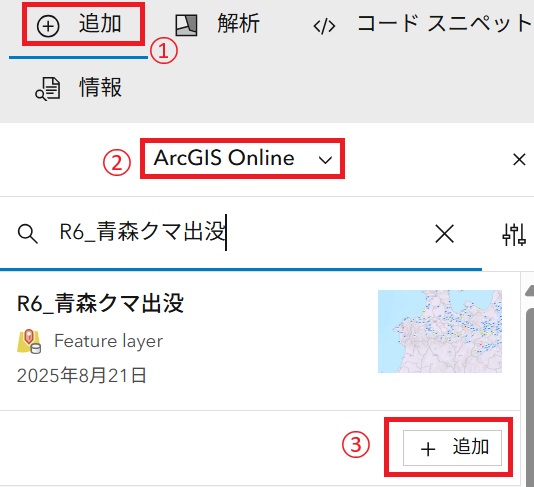 追加
解析
コード スニペット
①
情報
②
ArcGIS Online
R6_青森クマ出没
R6_青森クマ出没
Feature layer
2025年8月21日
③
追加